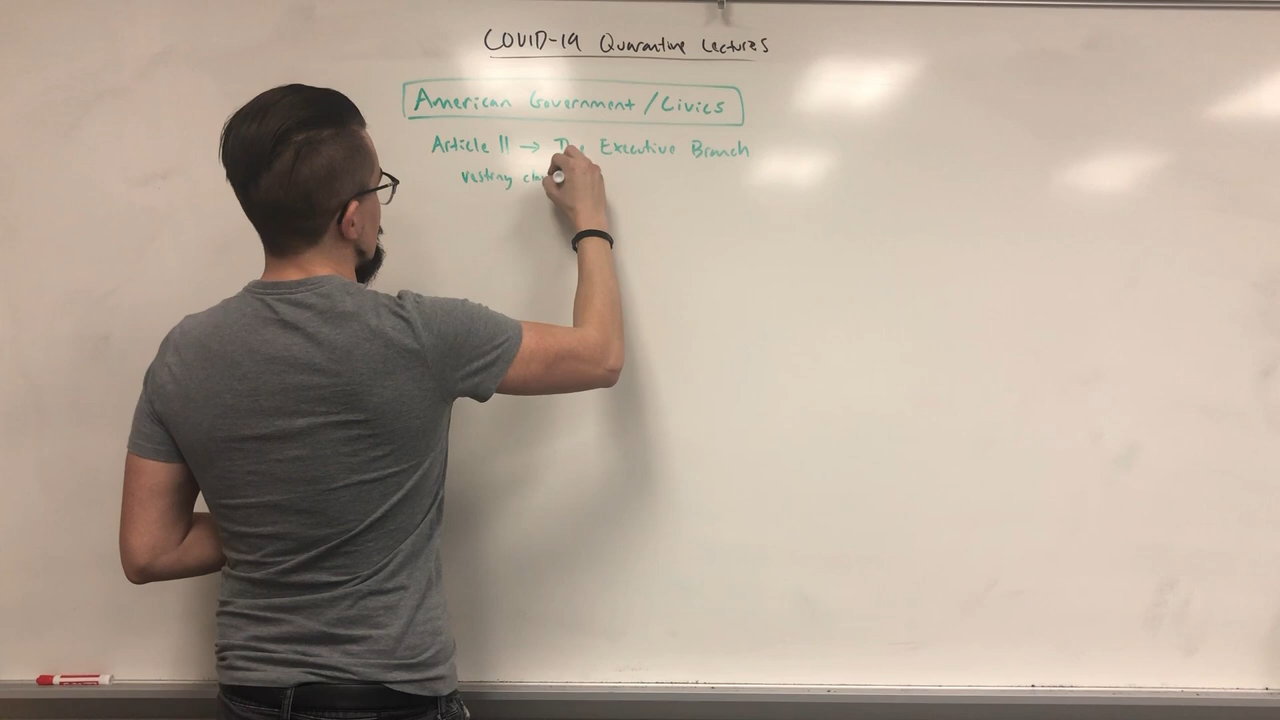 COVID-19 Quarantine Lectures
American Government/Civics
Article II → The Executive Branch
Vesting